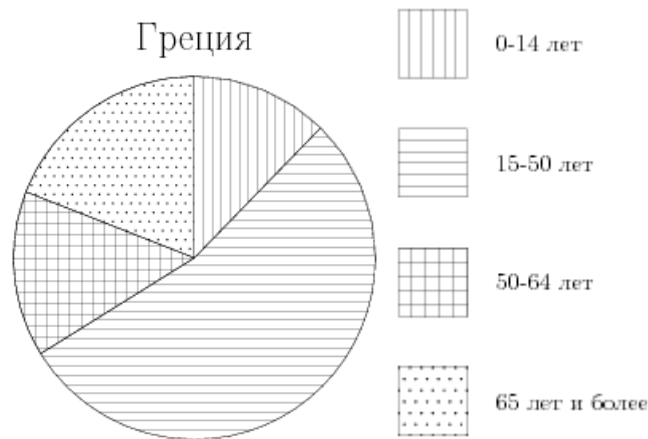 Греция
0-14 лет
15-50 лет
50-64 лет
65 лет и более